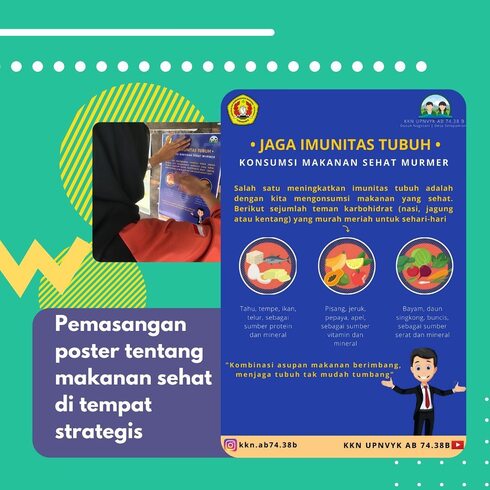 KKN UPNVYK AB 74.38 B
• JAGA IMUNITAS TUBUH •
KONSUMSI MAKANAN SEHAT MURMER
Salah satu meningkatkan imunitas tubuh adalah
dengan kita mengonsumsi makanan yang sehat.
Berikut sejumlah teman karbohidrat (nasi, jagung
atau kentang) yang murah meriah untuk sehari-hari
Tahu, tempe, ikan,
telur, sebagai
sumber protein
dan mineral
Pisang, jeruk,
pepaya, apel,
sebagai sumber
vitamin dan
mineral
Bayam, daun
singkong, buncis,
sebagai sumber
serat dan mineral
"Kombinasi asupan makanan berimbang,
menjaga tubuh tak mudah tumbang"
kkn.ab74.38b
KKN UPNVYK AB 74.38B
Pemasangan
poster tentang
makanan sehat
di tempat
strategis